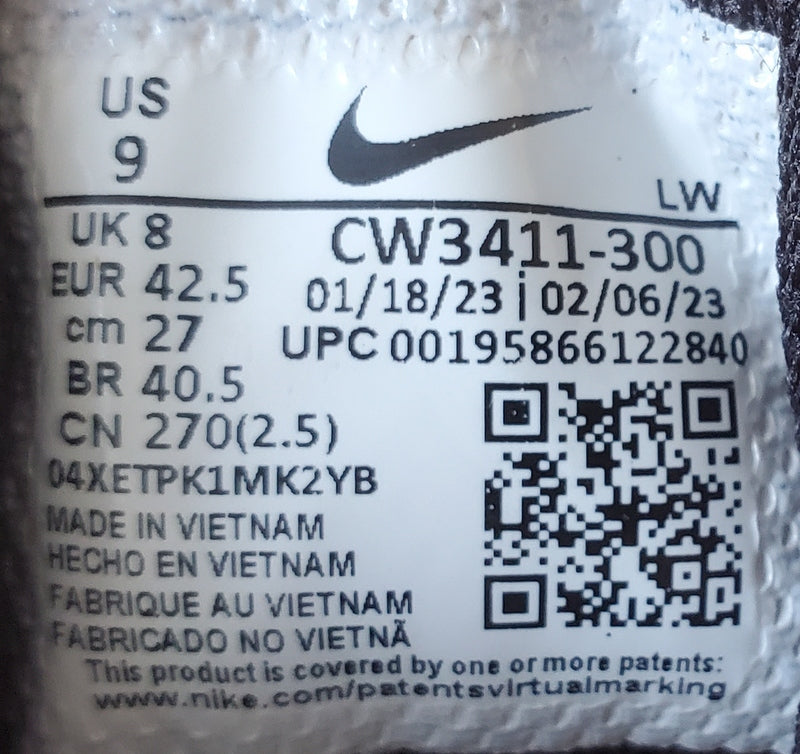 US
9
LW
UK 8
EUR 42.5
cm 27
BR 40.5
CN 270(2.5)
CW3411-300
01/18/23 | 02/06/23
UPC 00195866122840
04XETPK1MK2YB
MADE IN VIETNAM
HECHO EN VIETNAM
FABRIQUE AU VIETNAM
FABRICADO NO VIETNÃ
This product is covered by one or more patents:
www.nike.com/patentsvirtualmarking